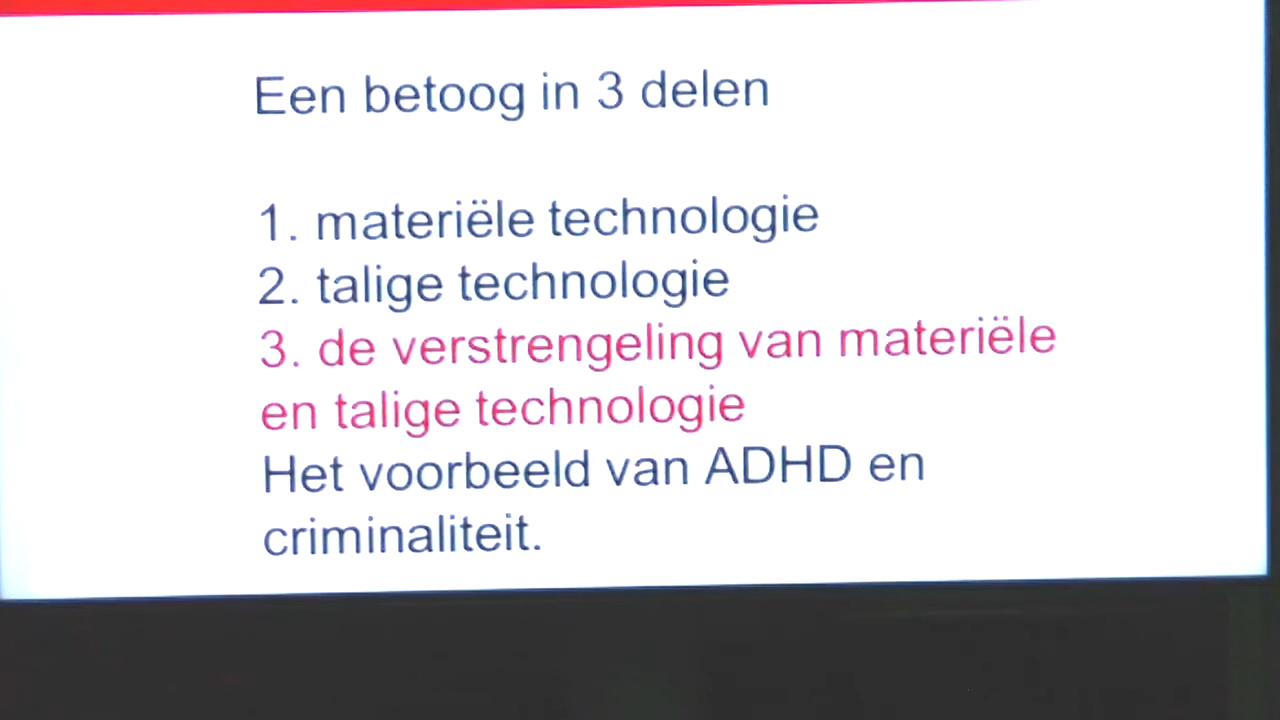 Een betoog in 3 delen
1. materiële technologie
2. talige technologie
3. de verstrengeling van materiële
en talige technologie
Het voorbeeld van ADHD en
criminaliteit.